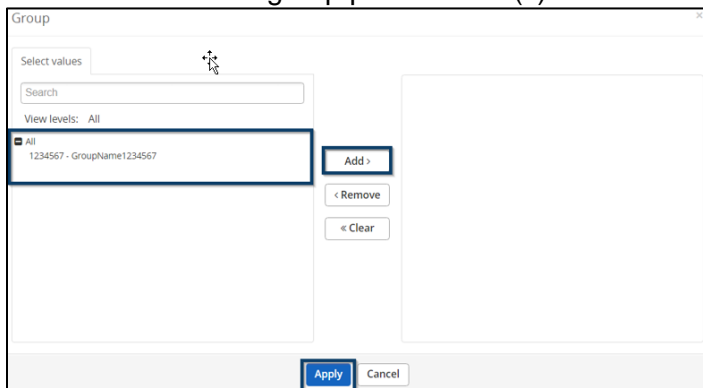 Group
×
Select values
Search
View levels: All
All
1234567 - GroupName1234567
Add ›
‹ Remove
« Clear
Apply
Cancel